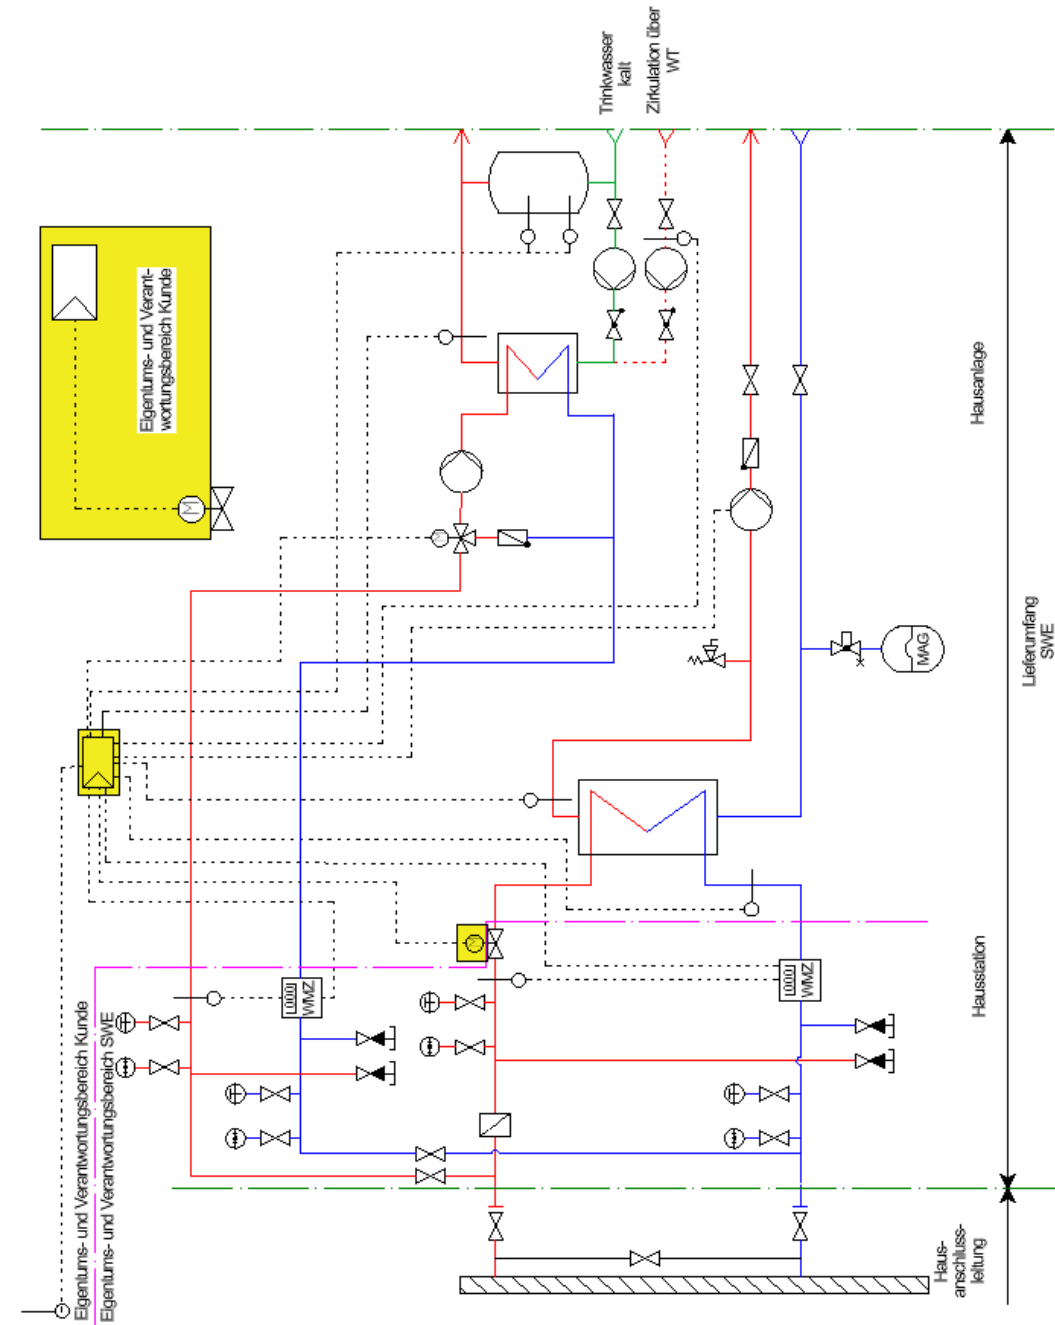 Trinkwasser
kalt
Zirkulation über
WT
Eigentums- und Verant-
wortungsbereich Kunde
M
M
MAG
Hausanlage
Lieferumfang
SWE
M
WMZ
WMZ
Hausstation
Eigentums- und Verantwortungsbereich Kunde
Eigentums- und Verantwortungsbereich SWE
Haus-
anschluss-
leitung